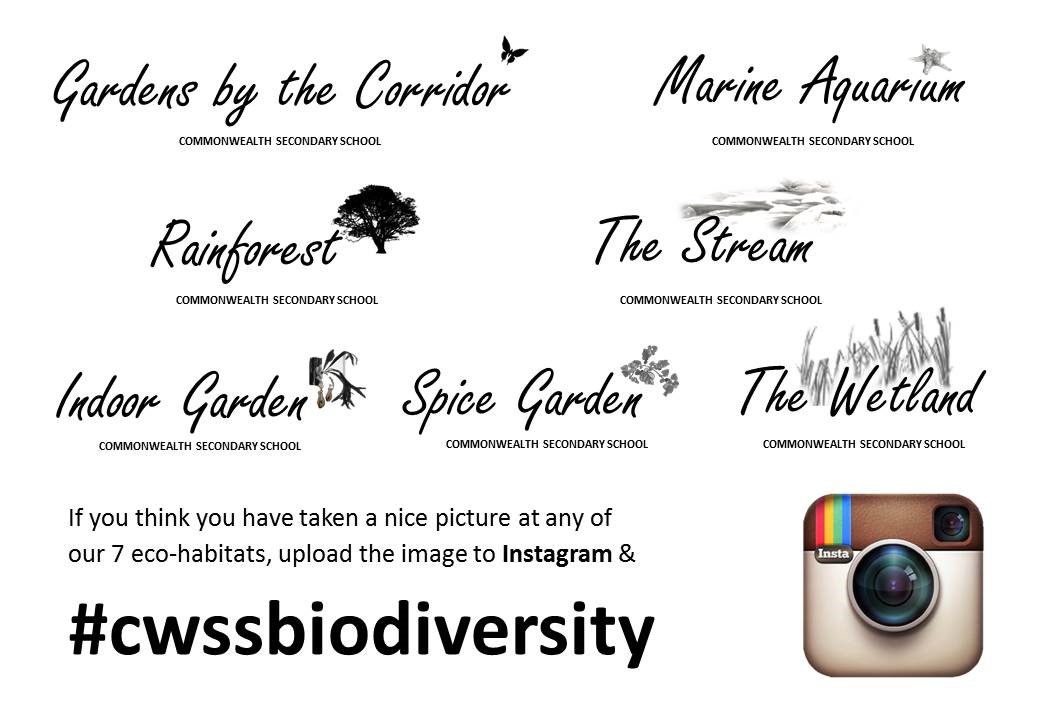 Gardens by the Corridor
COMMONWEALTH SECONDARY SCHOOL
Marine Aquarium
COMMONWEALTH SECONDARY SCHOOL
Rainforest
COMMONWEALTH SECONDARY SCHOOL
The Stream
COMMONWEALTH SECONDARY SCHOOL
Indoor Garden
COMMONWEALTH SECONDARY SCHOOL
Spice Garden
COMMONWEALTH SECONDARY SCHOOL
The Wetland
COMMONWEALTH SECONDARY SCHOOL
If you think you have taken a nice picture at any of
our 7 eco-habitats, upload the image to Instagram &
#cwssbiodiversity
Insta